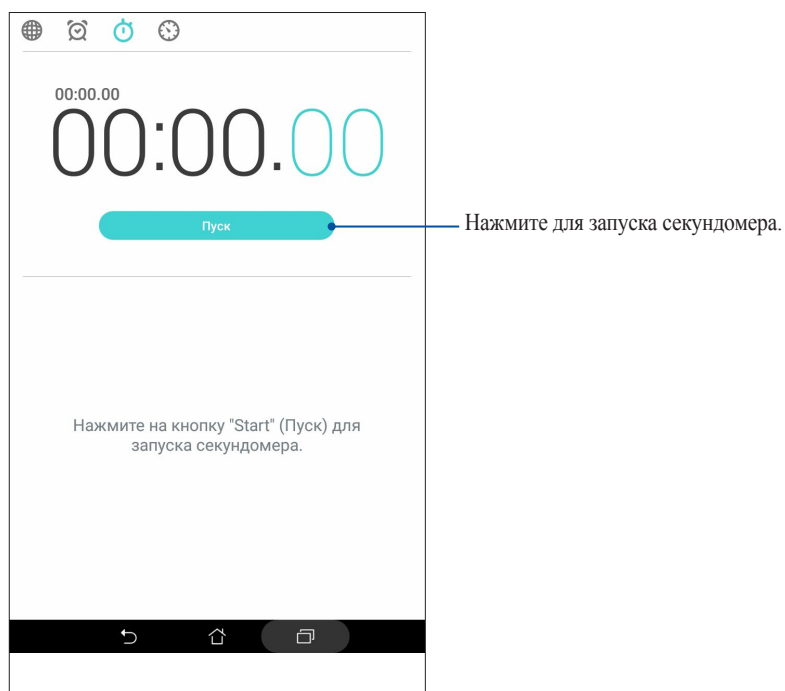 00:00.00
00:00.00
Пуск
Нажмите для запуска секундомера.
Нажмите на кнопку "Start" (Пуск) для
запуска секундомера.